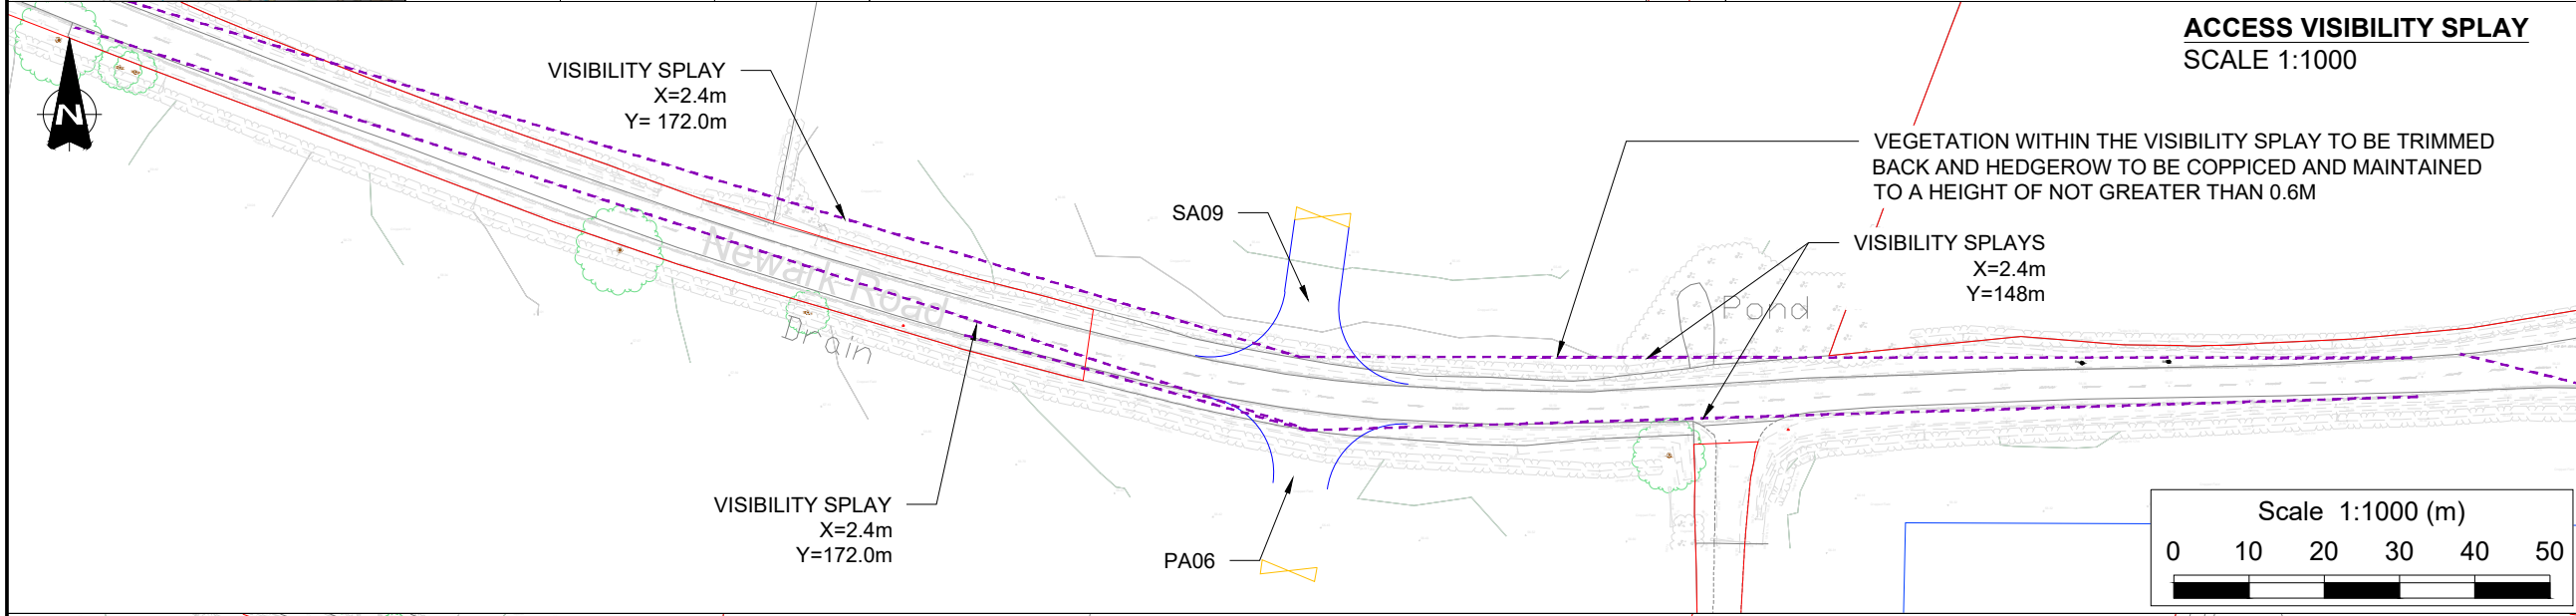 ACCESS VISIBILITY SPLAY
SCALE 1:1000
VISIBILITY SPLAY
X=2.4m
Y= 172.0m
N
VEGETATION WITHIN THE VISIBILITY SPLAY TO BE TRIMMED
BACK AND HEDGEROW TO BE COPPICED AND MAINTAINED
TO A HEIGHT OF NOT GREATER THAN 0.6M
SA09
VISIBILITY SPLAYS
X=2.4m
Y=148m
Newark Road
Pond
Drain
VISIBILITY SPLAY
X=2.4m
Y=172.0m
PA06
Scale 1:1000 (m)
0 10 20 30 40 50